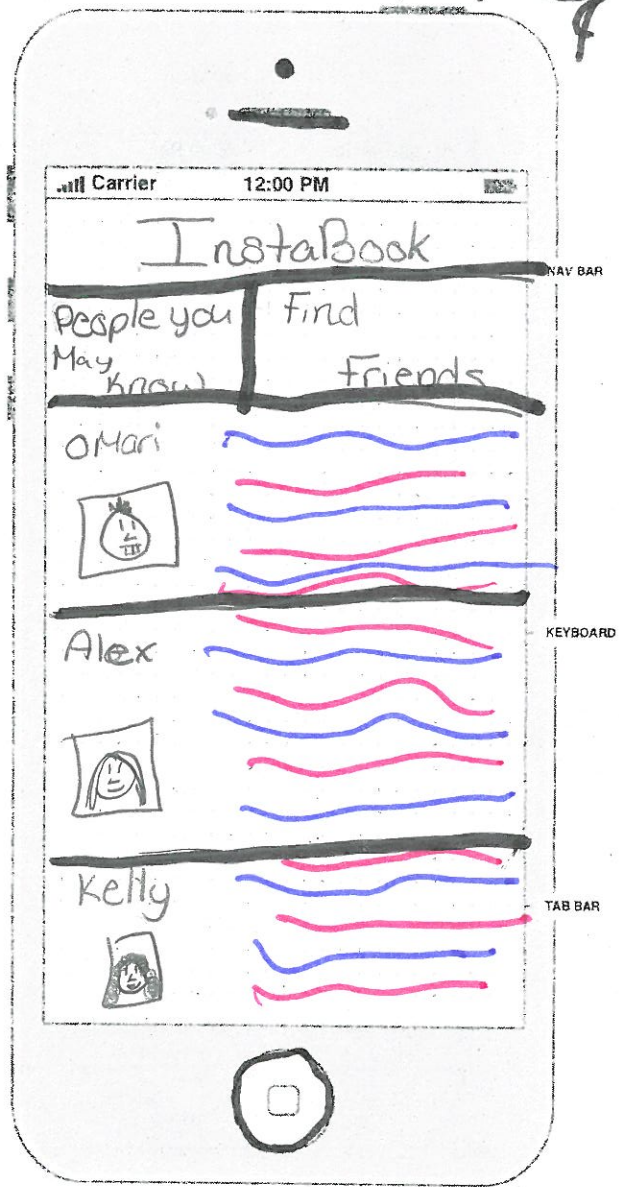 Carrier 12:00 PM
InstaBook
NAV BAR
People you
May
Know
Find
Friends
OMari
KEYBOARD
Alex
TAB BAR
Kelly